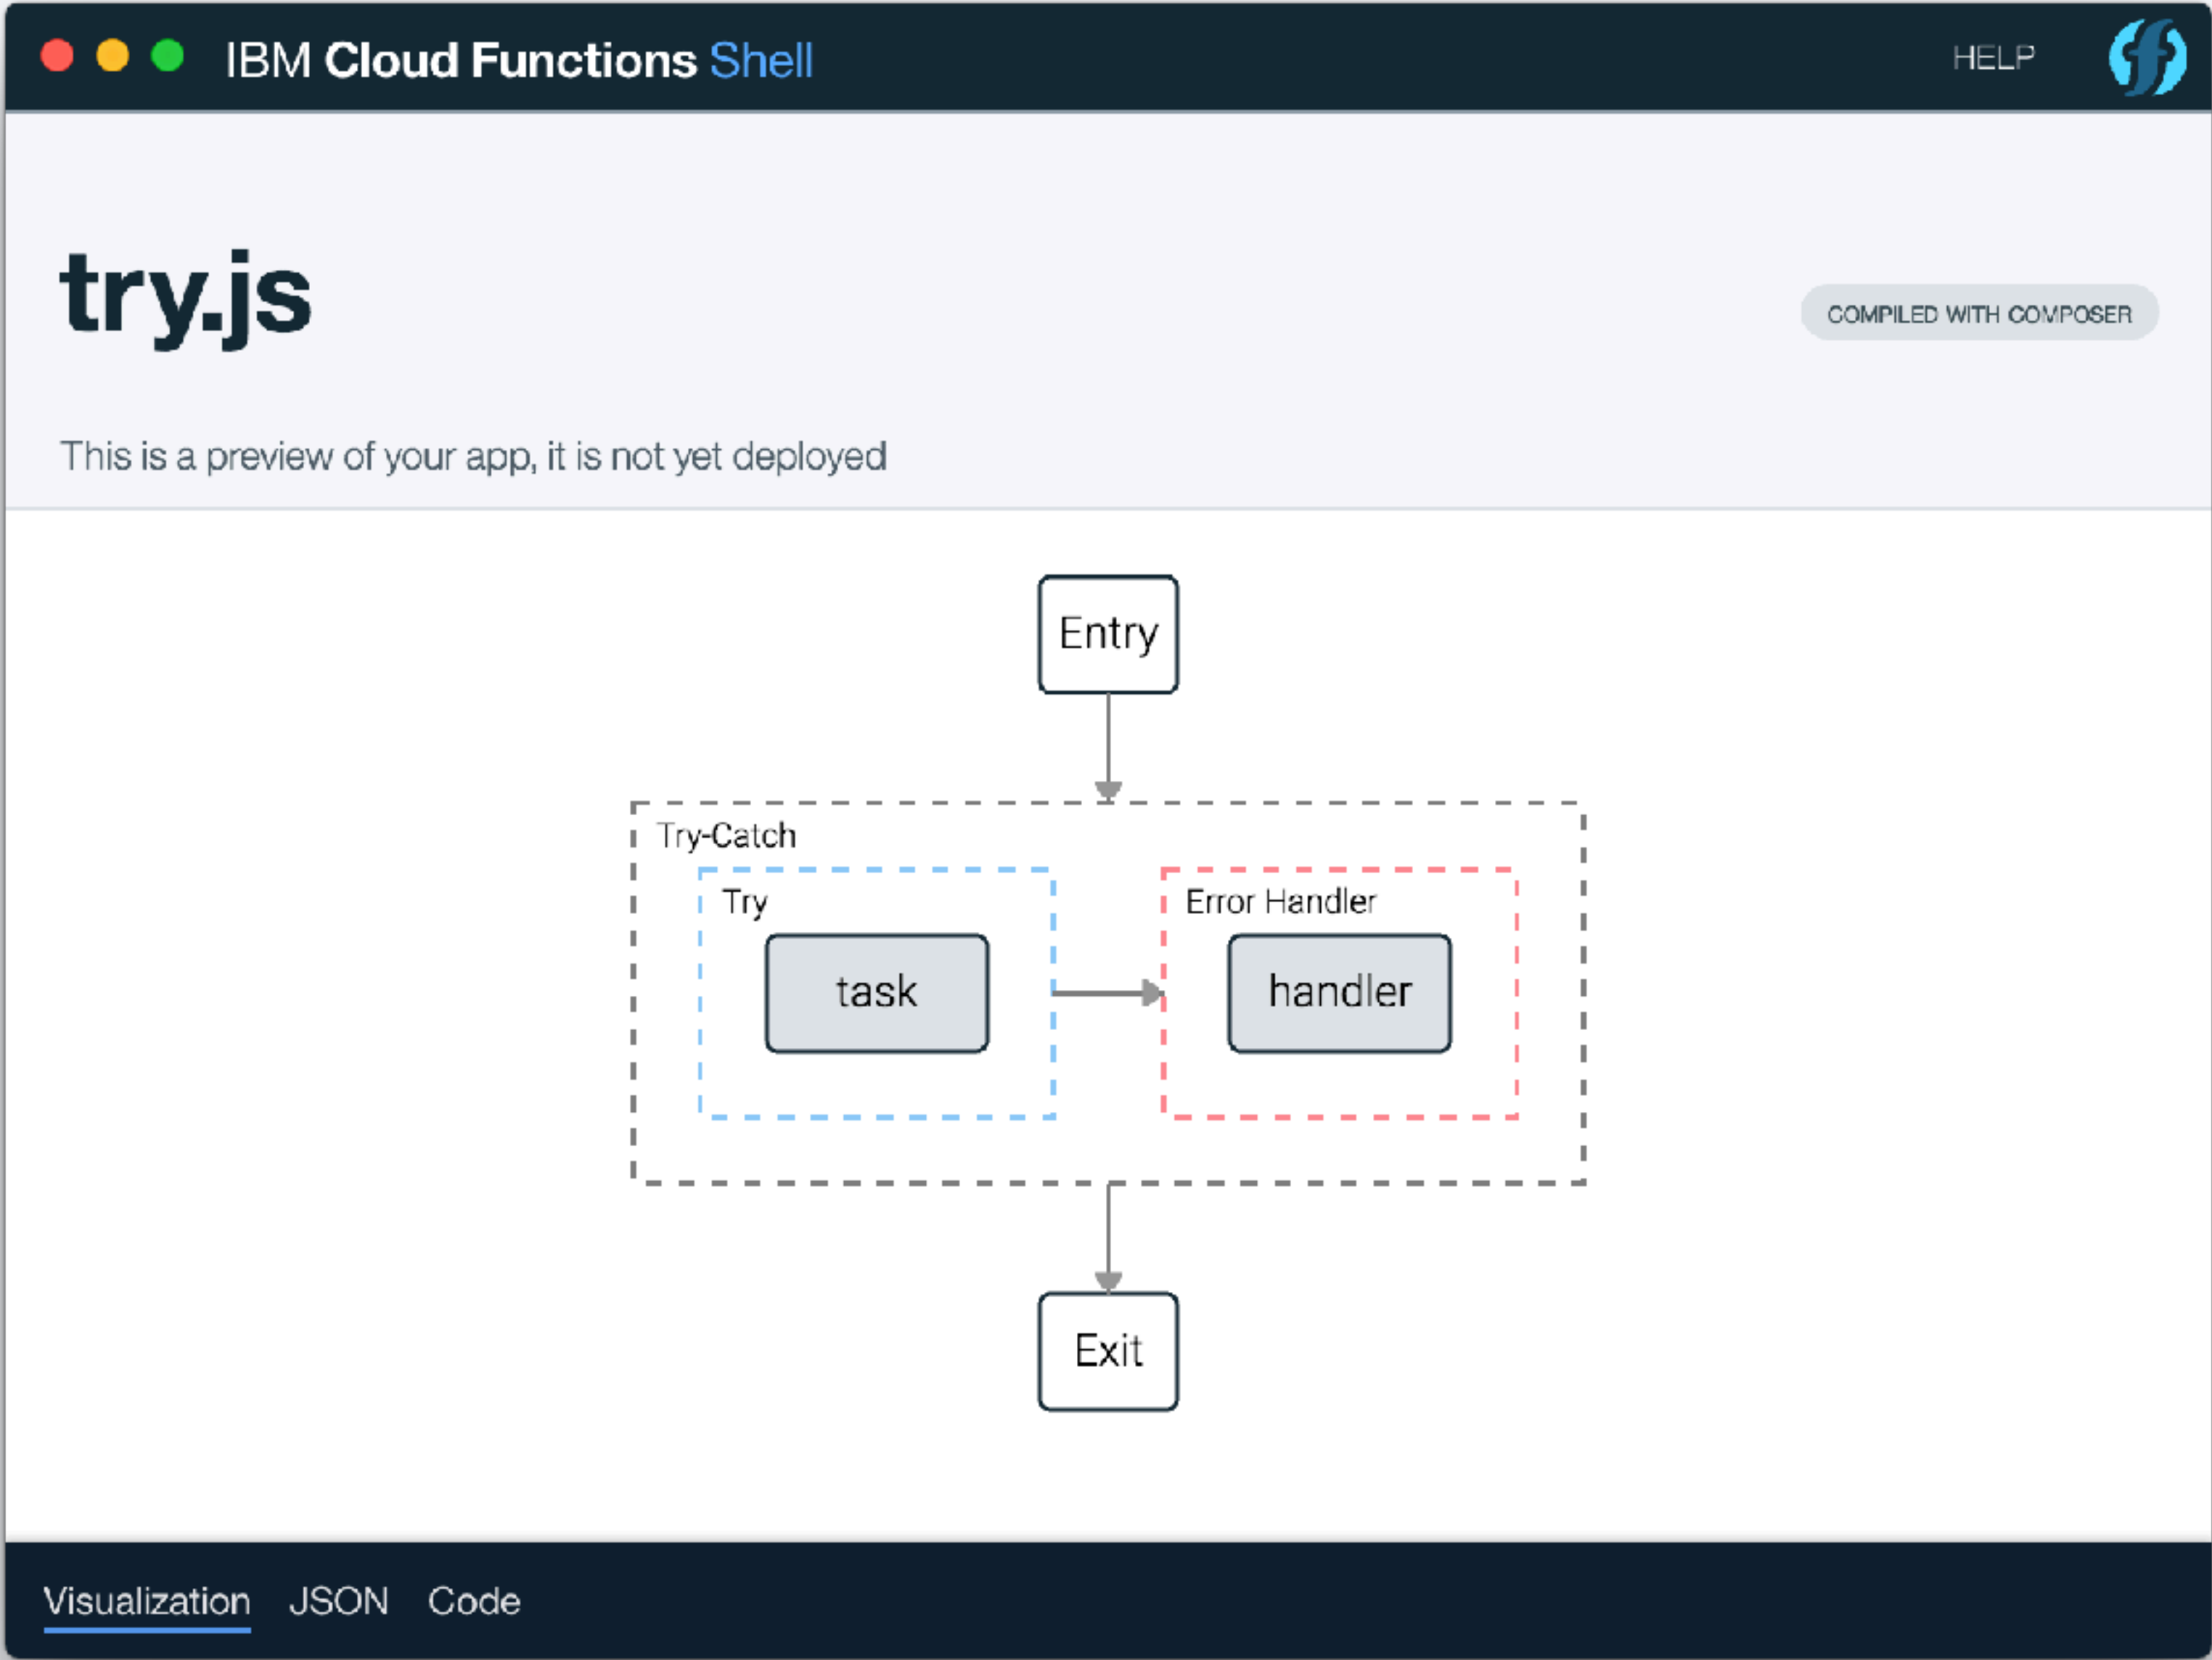 IBM Cloud Functions Shell
HELP
try.js
COMPILED WITH COMPOSER
This is a preview of your app, it is not yet deployed
Entry
Try-Catch
Try
Error Handler
task
handler
Exit
Visualization JSON Code